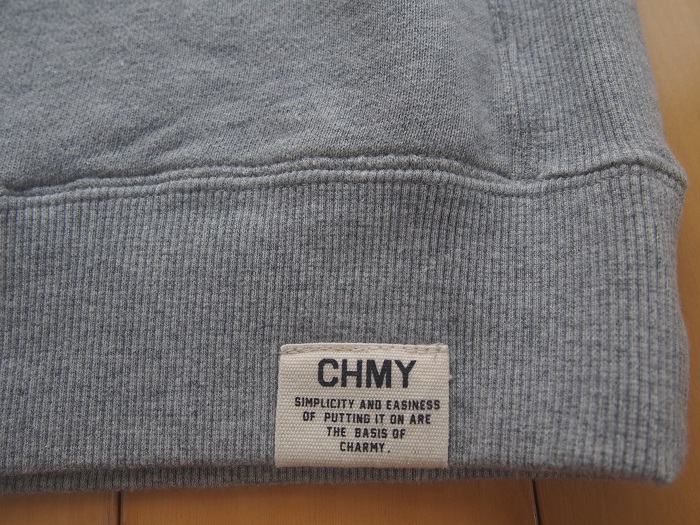 CHMY
SIMPLICITY AND EASINESS
OF PUTTING IT ON ARE
THE BASIS OF
CHARMY.